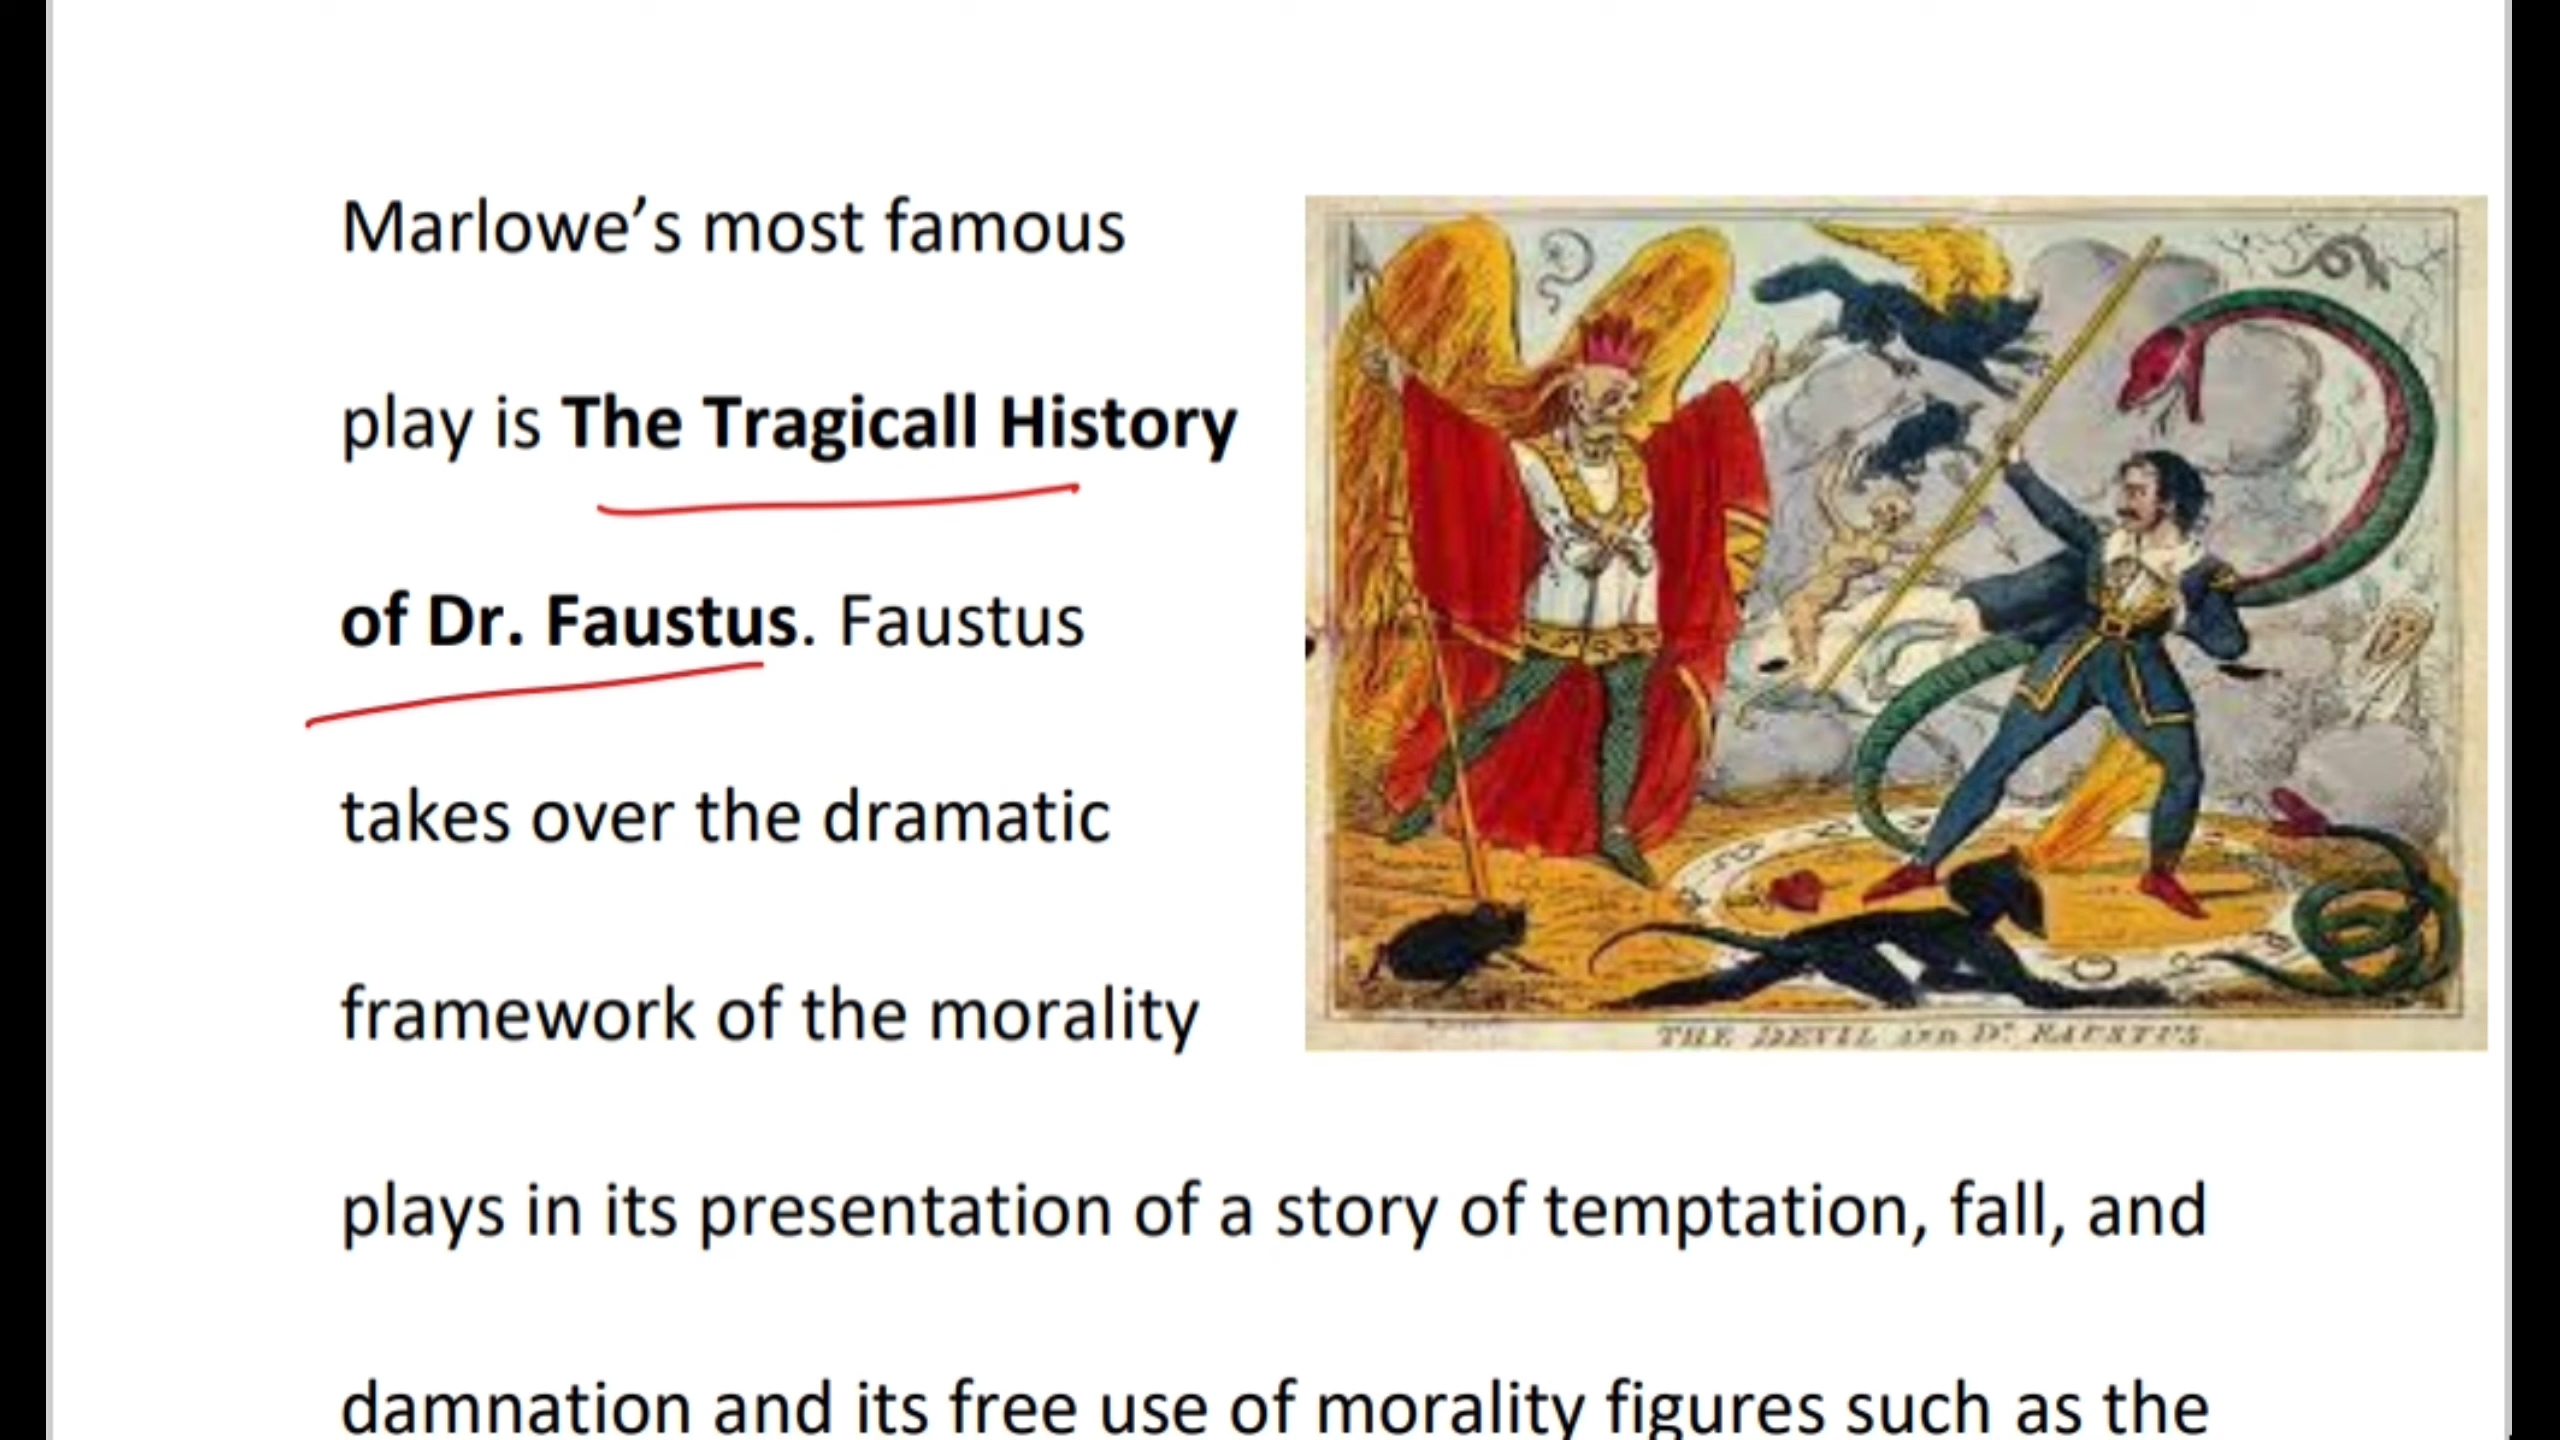 Marlowe’s most famous
play is The Tragicall History
of Dr. Faustus. Faustus
takes over the dramatic
framework of the morality
plays in its presentation of a story of temptation, fall, and
damnation and its free use of morality figures such as the
THE DEVIL AND Dr. FAUSTUS.